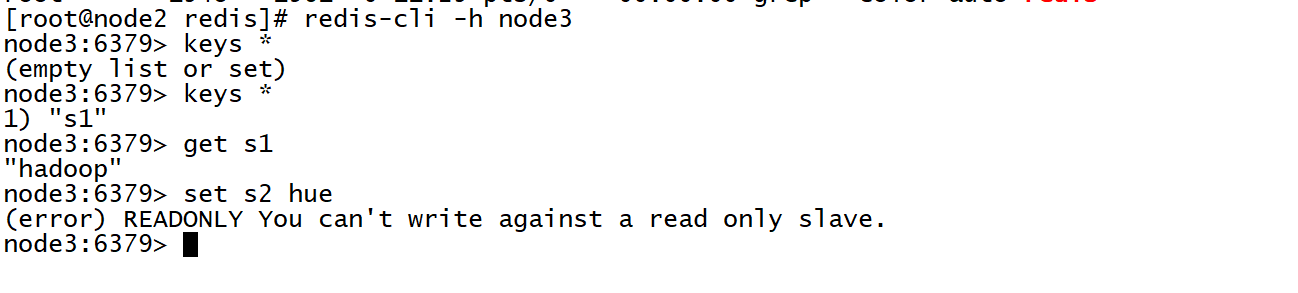 [root@node2 redis]# redis-cli -h node3
node3:6379> keys *
(empty list or set)
node3:6379> keys *
1) "s1"
node3:6379> get s1
"hadoop"
node3:6379> set s2 hue
(error) READONLY You can't write against a read only slave.
node3:6379>